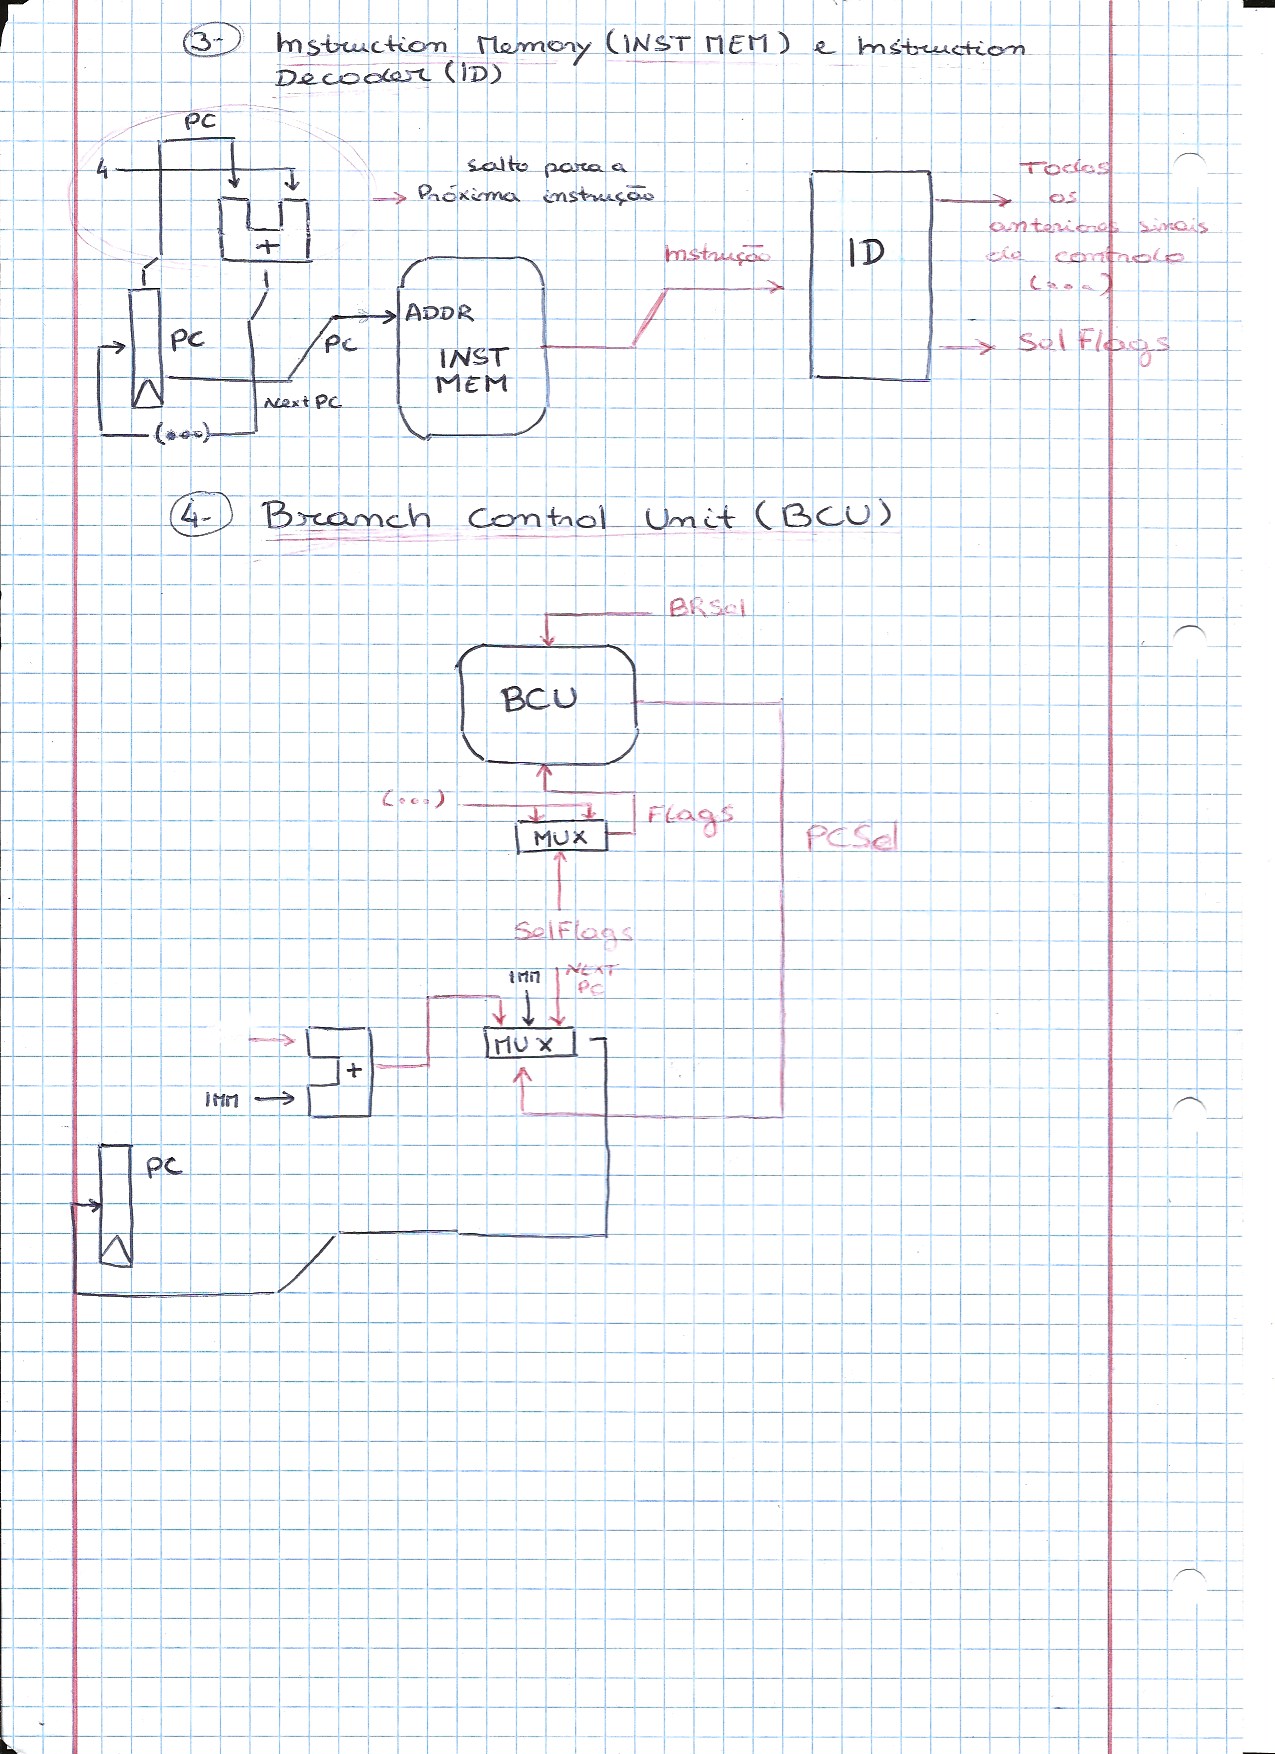 3- Instruction Memory (INST MEM) e Instruction
Decoder (ID)
PC
4
+
salto para a
→ Próxima instrução
PC
(...)
Next PC
PC
ADDR
INST
MEM
Instrução
ID
Todos
os
anteriores sinais
de controlo
(...)
Sel Flags
4- Branch Control Unit (BCU)
BRSel
BCU
(...)
Flags
MUX
PCSel
SelFlags
IMM
NEXT
PC
MUX
+
IMM
PC